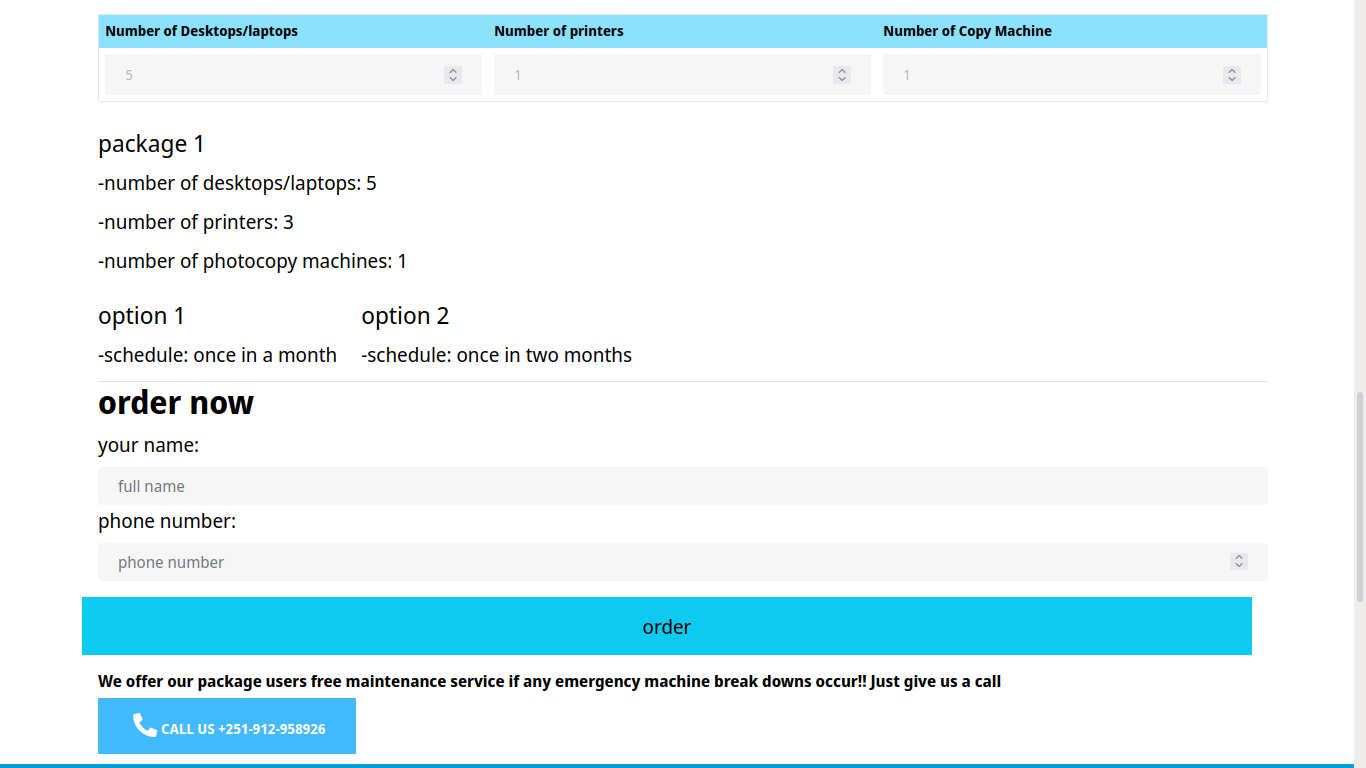 Number of Desktops/laptops Number of printers Number of Copy Machine
5 1 1
package 1
-number of desktops/laptops: 5
-number of printers: 3
-number of photocopy machines: 1
option 1 option 2
-schedule: once in a month -schedule: once in two months
order now
your name:
full name
phone number:
phone number
order
We offer our package users free maintenance service if any emergency machine break downs occur!! Just give us a call
CALL US +251-912-958926